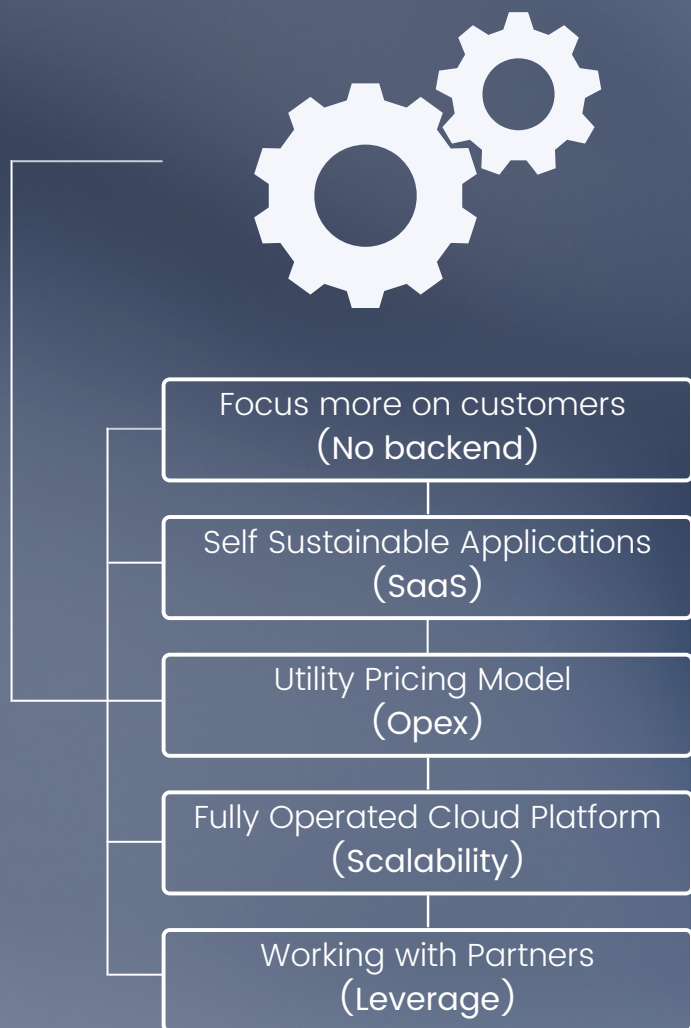 Focus more on customers
(No backend)
Self Sustainable Applications
(SaaS)
Utility Pricing Model
(Opex)
Fully Operated Cloud Platform
(Scalability)
Working with Partners
(Leverage)